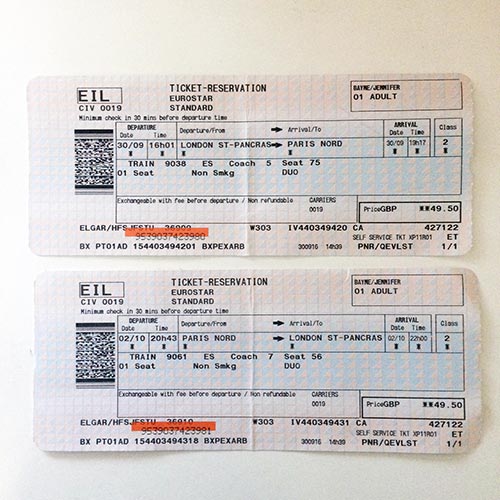 EIL TICKET-RESERVATION BAYNE/JENNIFER
CIV 0019 EUROSTAR 01 ADULT
STANDARD
Minimum check in 30 mins before departure time
DEPARTURE ARRIVAL Class
Date Time Departure/From Arrival/To Date Time
30/09 16h01 LONDON ST-PANCRAS PARIS NORD 30/09 19h17 2
TRAIN 9038 ES Coach 5 Seat 75
01 Seat Non Smkg DUO
Exchangeable with fee before departure / Non refundable CARRIERS
0019 PriceGBP **49.50
ELGAR/HFSJFSTU W303 IV440349420 CA 427122
9539037423980 SELF SERVICE TKT XP11R01 ET
BX PT01AD 154403494201 BXPEXARB 300916 14h39 PNR/QEVLST 1/1
EIL TICKET-RESERVATION BAYNE/JENNIFER
CIV 0019 EUROSTAR 01 ADULT
STANDARD
Minimum check in 30 mins before departure time
DEPARTURE ARRIVAL Class
Date Time Departure/From Arrival/To Date Time
02/10 20h43 PARIS NORD LONDON ST-PANCRAS 02/10 22h00 2
TRAIN 9061 ES Coach 7 Seat 56
01 Seat Non Smkg DUO
Exchangeable with fee before departure / Non refundable CARRIERS
0019 PriceGBP **49.50
ELGAR/HFSJFSTU W303 IV440349431 CA 427122
9539037423981 SELF SERVICE TKT XP11R01 ET
BX PT01AD 154403494318 BXPEXARB 300916 14h39 PNR/QEVLST 1/1